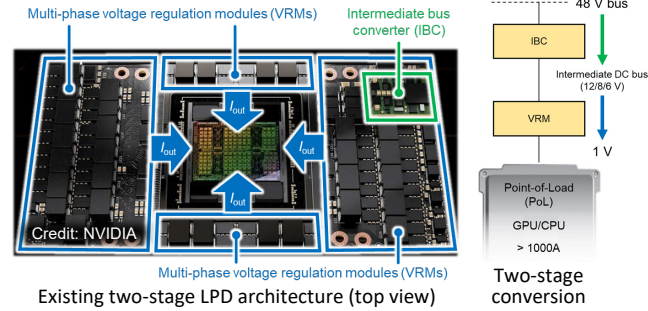 Multi-phase voltage regulation modules (VRMs)
Intermediate bus
converter (IBC)
Iout
Iout
Iout
Iout
Credit: NVIDIA
Multi-phase voltage regulation modules (VRMs)
Existing two-stage LPD architecture (top view)
48 V bus
IBC
Intermediate DC bus
(12/8/6 V)
VRM
1 V
Point-of-Load
(PoL)
GPU/CPU
> 1000A
Two-stage
conversion